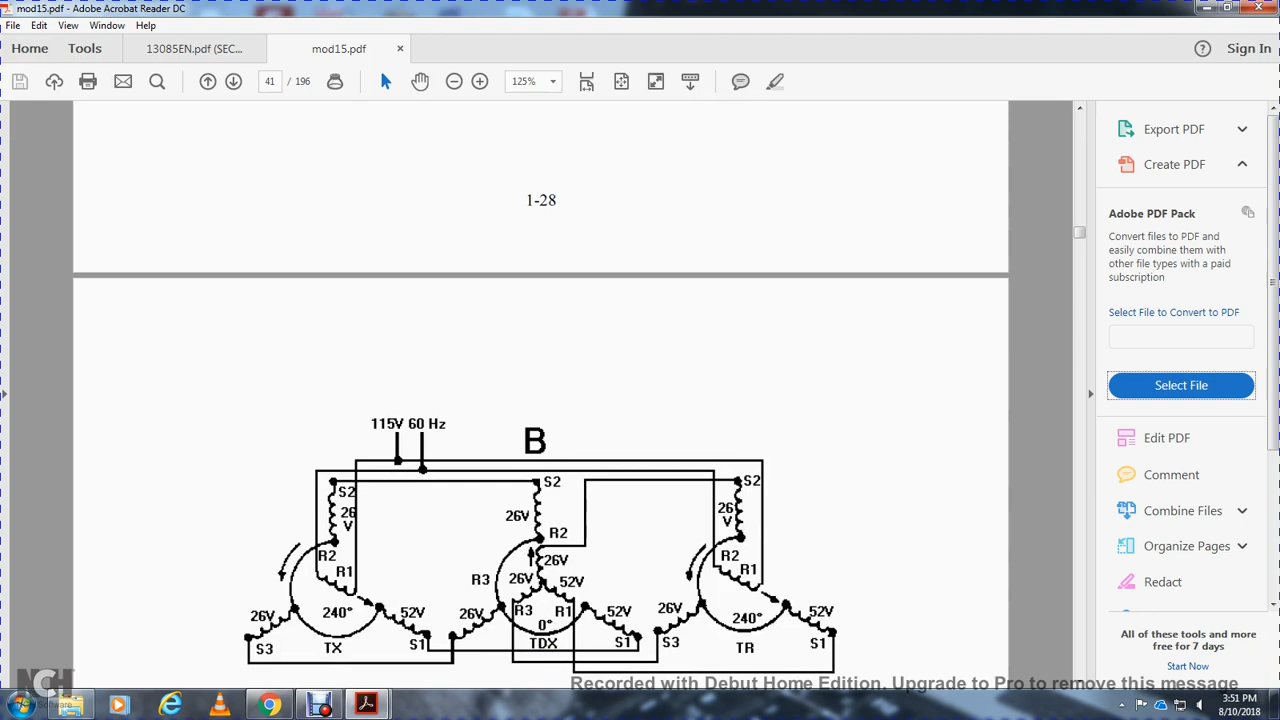 mod15.pdf - Adobe Acrobat Reader DC
File Edit View Window Help
Home Tools 13085EN.pdf (SEC... mod15.pdf × Sign In
41 / 196 125%
1-28
Export PDF
Create PDF
Adobe PDF Pack
Convert files to PDF and
easily combine them with
other file types with a paid
subscription
Select File to Convert to PDF
Select File
Edit PDF
Comment
Combine Files
Organize Pages
Redact
All of these tools and more
free for 7 days
Start Now
115V 60 Hz
B
S2 S2 S2
26 V 26V 26 V
R2 R2 R2
R1 26V R1
R3 26V 52V
26V 240° 52V 26V R3 R1 52V 26V 240° 52V
0°
S3 TX S1 TDX S1 S3 TR S1
Recorded with Debut Home Edition. Upgrade to Pro to remove this message
NCH Software
3:51 PM
8/10/2018